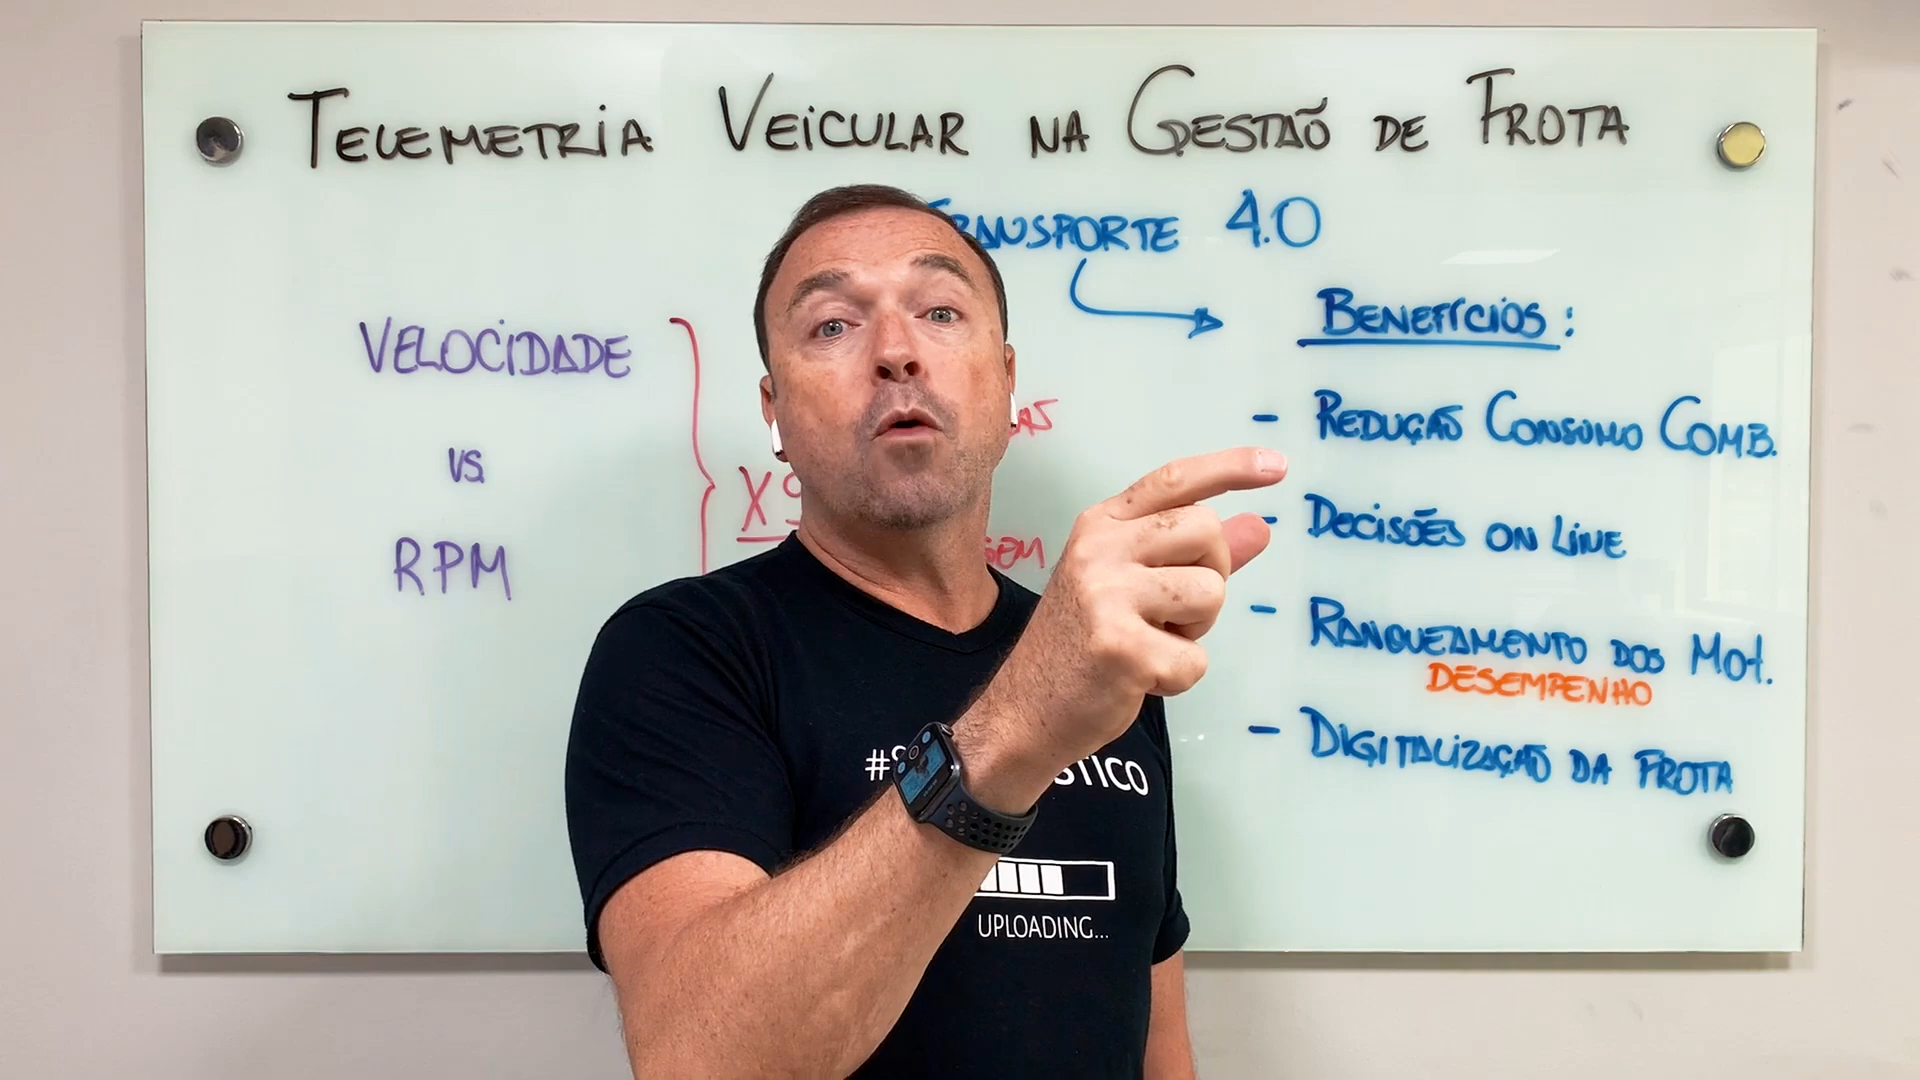 TELEMETRIA VEICULAR NA GESTÃO DE FROTA
TRANSPORTE 4.0
VELOCIDADE
VS.
RPM
BENEFÍCIOS:
- REDUÇÃO CONSUMO COMB.
- DECISÕES ON LINE
- RANQUEAMENTO DOS MOT.
DESEMPENHO
- DIGITALIZAÇÃO DA FROTA
UPLOADING...